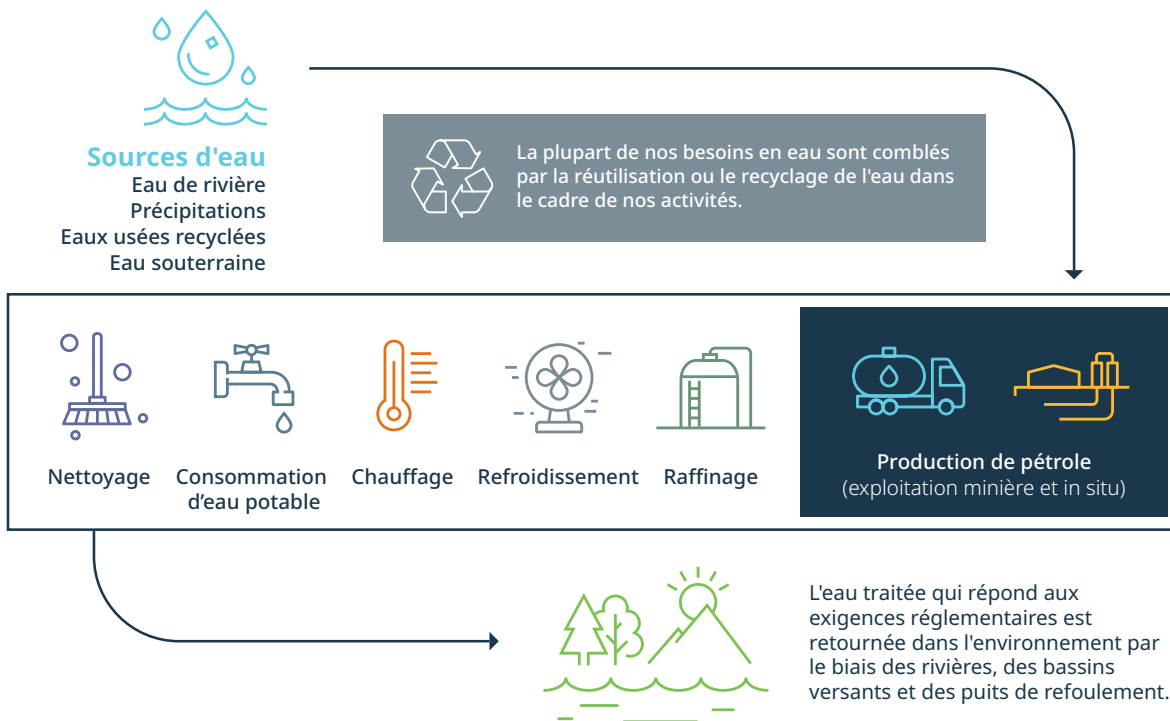 Sources d'eau
Eau de rivière
Précipitations
Eaux usées recyclées
Eau souterraine
La plupart de nos besoins en eau sont comblés
par la réutilisation ou le recyclage de l'eau dans
le cadre de nos activités.
Nettoyage
Consommation
d’eau potable
Chauffage
Refroidissement
Raffinage
Production de pétrole
(exploitation minière et in situ)
L'eau traitée qui répond aux
exigences réglementaires est
retournée dans l'environnement par
le biais des rivières, des bassins
versants et des puits de refoulement.